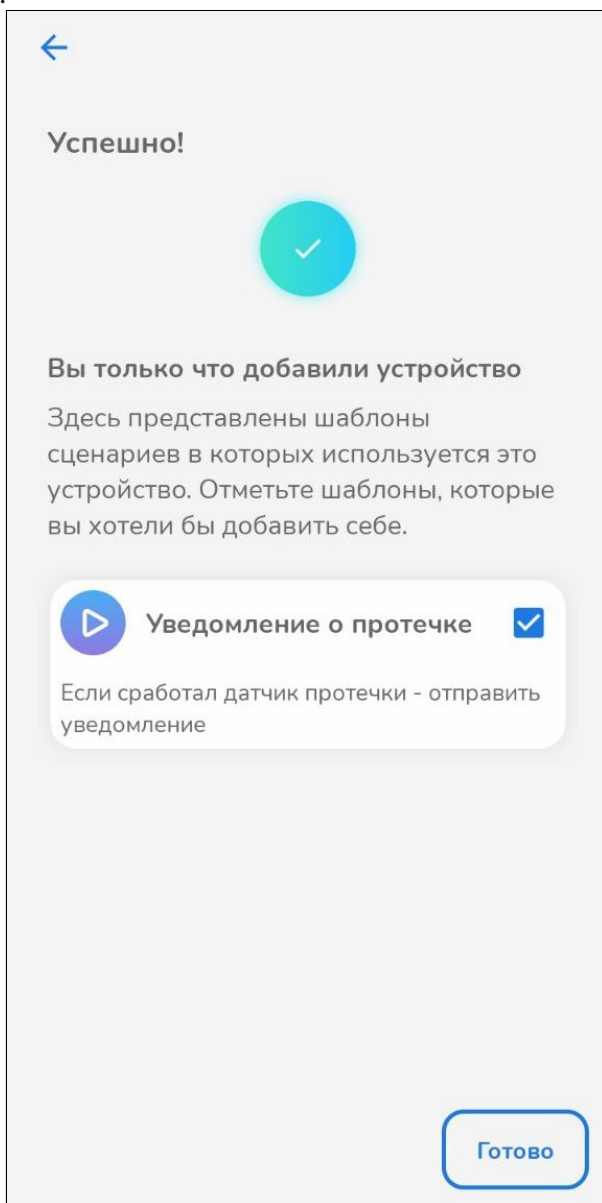 Успешно!
Вы только что добавили устройство
Здесь представлены шаблоны
сценариев в которых используется это
устройство. Отметьте шаблоны, которые
вы хотели бы добавить себе.
Уведомление о протечке
Если сработал датчик протечки - отправить
уведомление
Готово